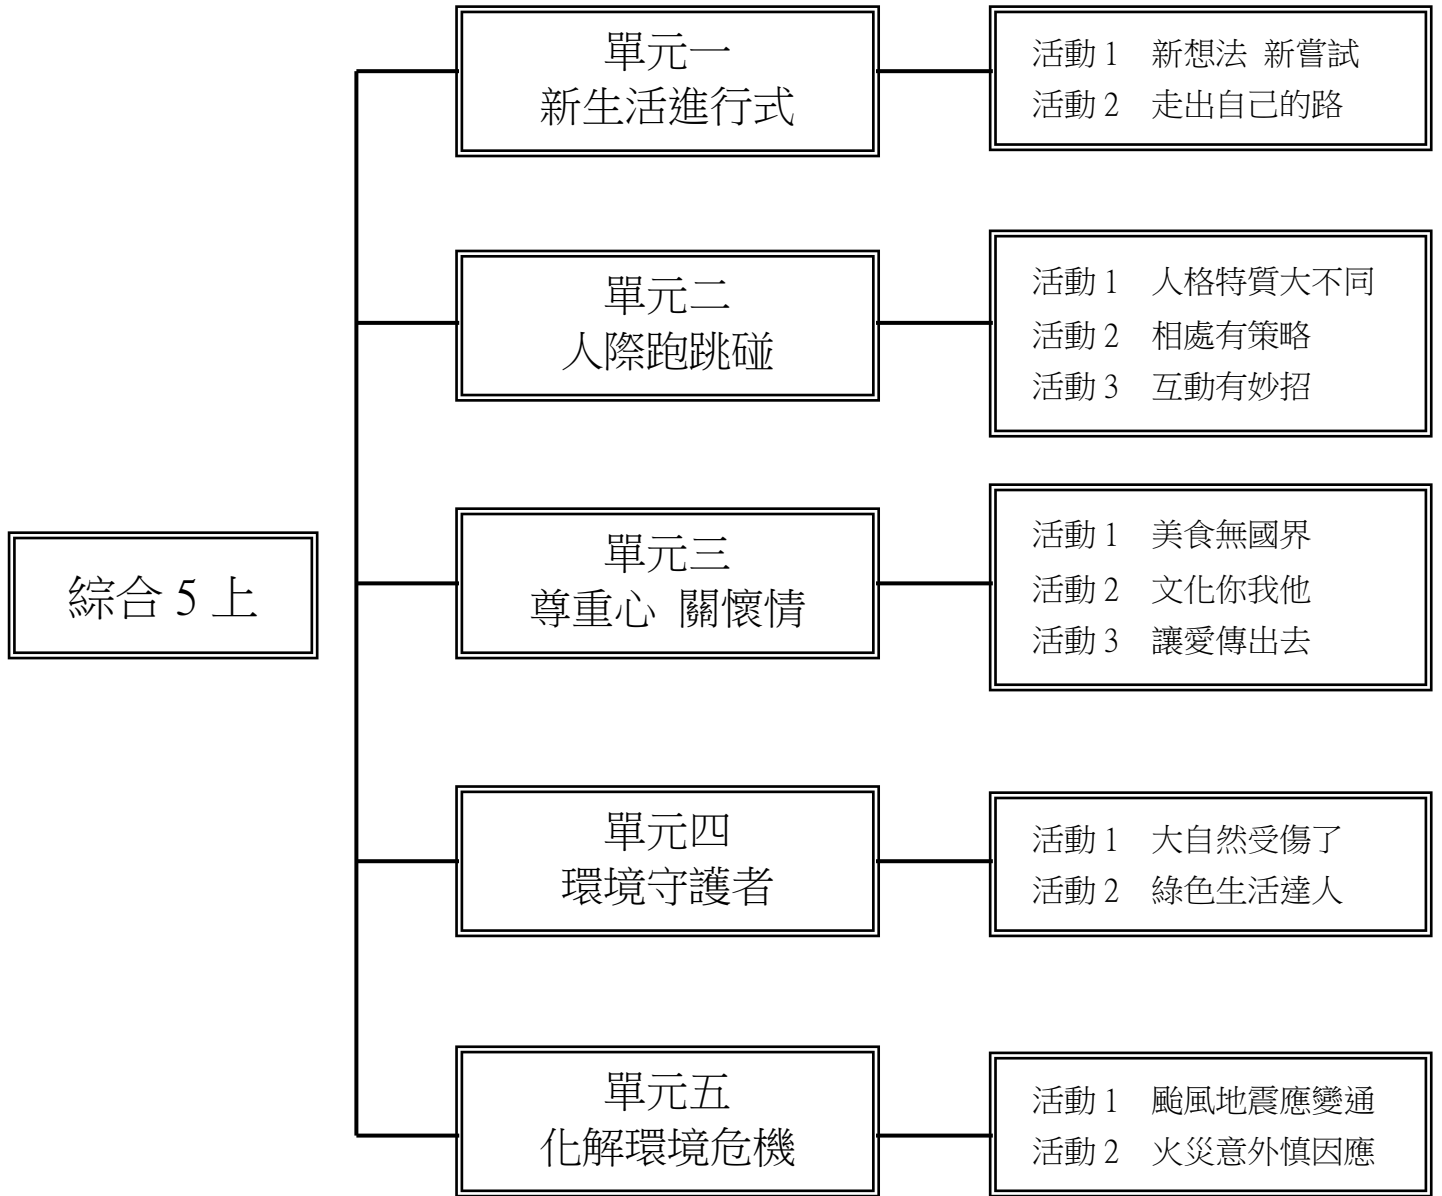 綜合 5 上
單元一
新生活進行式
活動 1 新想法 新嘗試
活動 2 走出自己的路
單元二
人際跑跳碰
活動 1 人格特質大不同
活動 2 相處有策略
活動 3 互動有妙招
單元三
尊重心 關懷情
活動 1 美食無國界
活動 2 文化你我他
活動 3 讓愛傳出去
單元四
環境守護者
活動 1 大自然受傷了
活動 2 綠色生活達人
單元五
化解環境危機
活動 1 颱風地震應變通
活動 2 火災意外慎因應